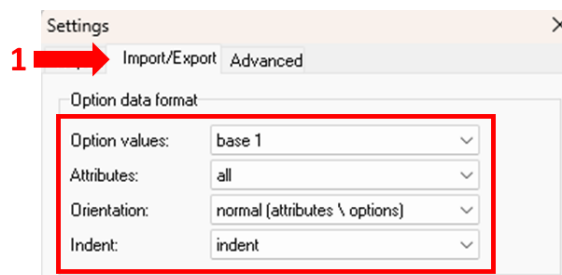 Settings
1
Import/Export Advanced
Option data format
Option values: base 1
Attributes: all
Orientation: normal (attributes \ options)
Indent: indent